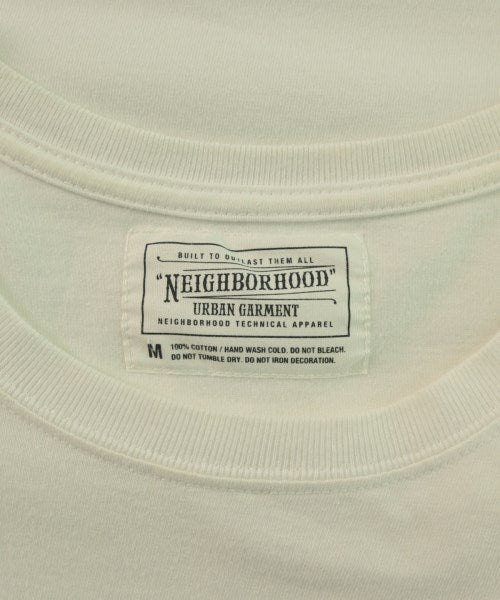 BUILT TO OUTLAST THEM ALL
"NEIGHBORHOOD"
URBAN GARMENT
NEIGHBORHOOD TECHNICAL APPAREL
M 100% COTTON / HAND WASH COLD. DO NOT BLEACH.
DO NOT TUMBLE DRY. DO NOT IRON DECORATION.